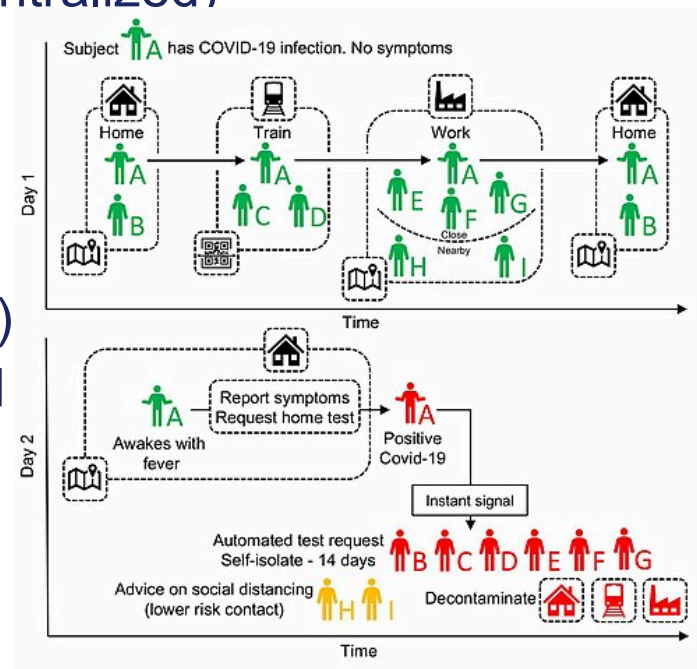 ntralized)
)
Subject A has COVID-19 infection. No symptoms
Day 1
Home
Train
Work
Home
A
A
A
A
B
C
D
E
F
G
B
Close
Nearby
H
I
Time
Day 2
A
Report symptoms
Request home test
A
Awakes with
fever
Positive
Covid-19
Instant signal
Automated test request
Self-isolate - 14 days
B C D E F G
Advice on social distancing
(lower risk contact)
H I
Decontaminate
Time